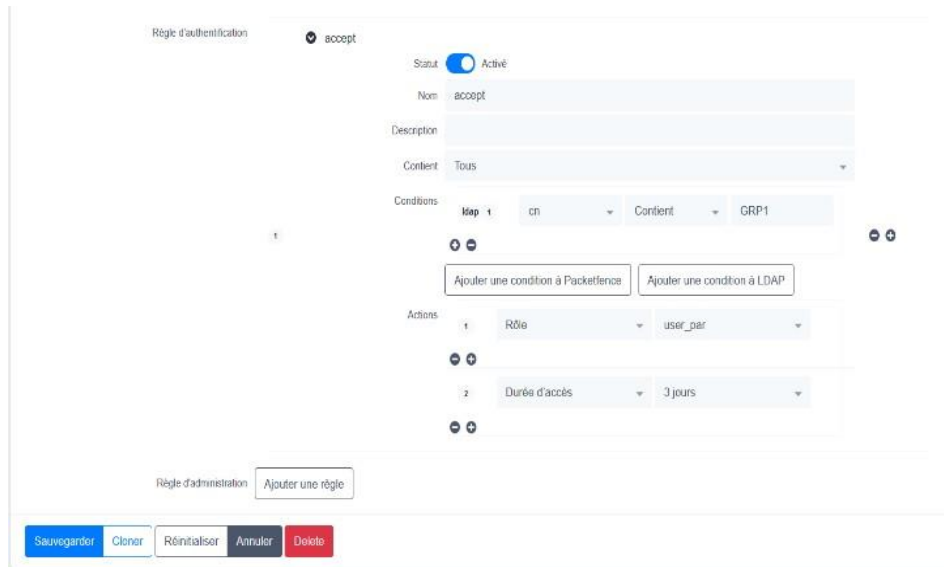 Règle d'authentification
accept
Statut Activé
Nom accept
Description
Contient Tous
Conditions ldap 1 cn Contient GRP1
1
Ajouter une condition à Packetfence Ajouter une condition à LDAP
Actions 1 Rôle user_par
2 Durée d'accès 3 jours
Règle d'administration Ajouter une règle
Sauvegarder Cloner Réinitialiser Annuler Delete